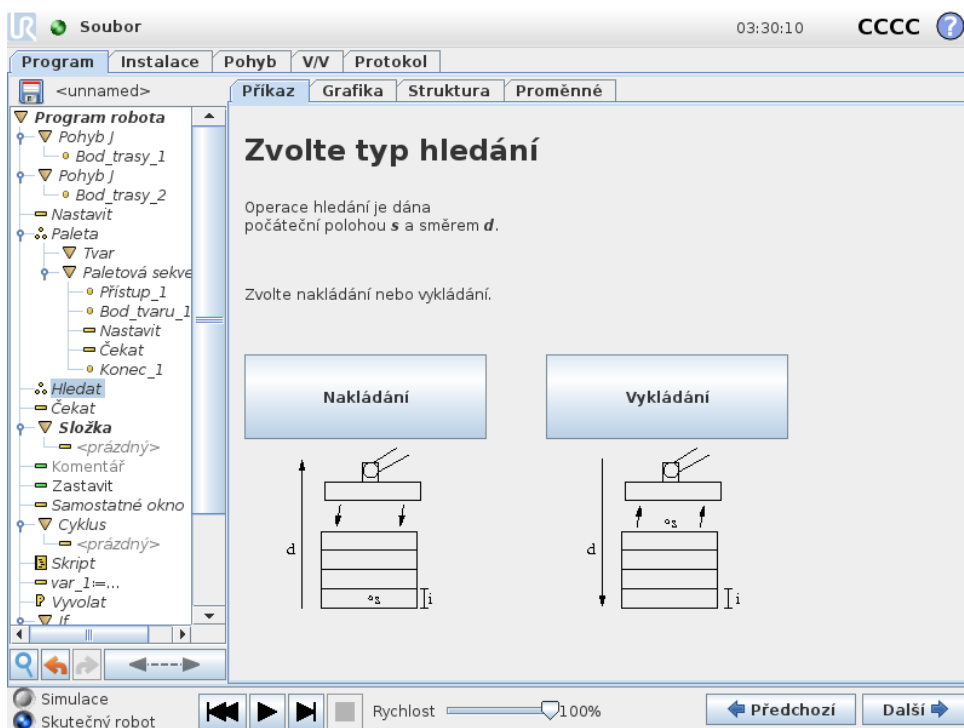 UR Soubor 03:30:10 CCCC ?
Program Instalace Pohyb V/V Protokol
<unnamed> Příkaz Grafika Struktura Proměnné
Program robota
Pohyb J
Bod_trasy_1
Pohyb J
Bod_trasy_2
Nastavit
Paleta
Tvar
Paletová sekve
Přístup_1
Bod_tvaru_1
Nastavit
Čekat
Konec_1
Hledat
Čekat
Složka
<prázdný>
Komentář
Zastavit
Samostatné okno
Cyklus
<prázdný>
Skript
var_1:=...
P Vyvolat
If
Zvolte typ hledání
Operace hledání je dána
počáteční polohou s a směrem d.
Zvolte nakládání nebo vykládání.
Nakládání Vykládání
s
d d
s i i
Simulace
Skutečný robot
Rychlost 100%
Předchozí Další